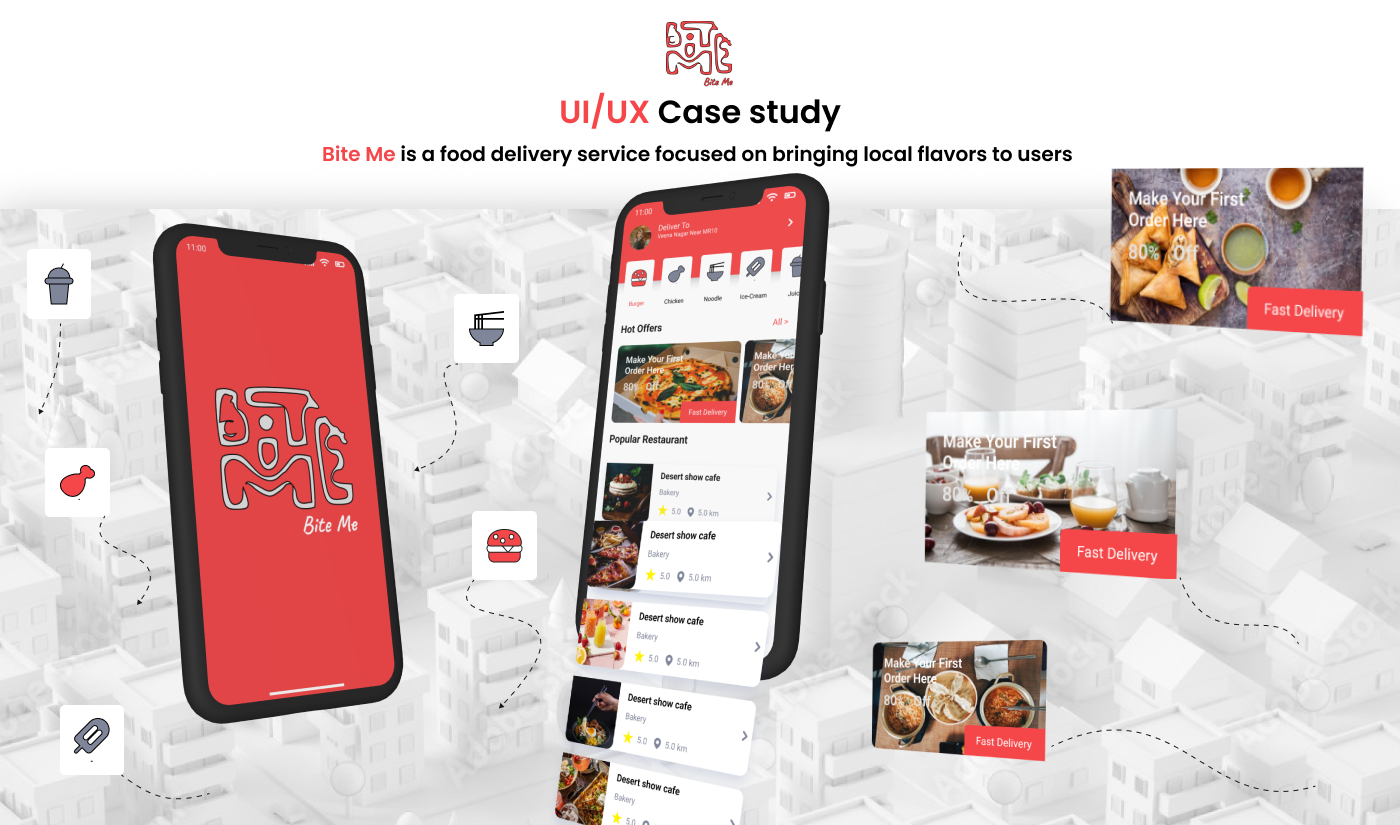 BITE ME
Bite Me
UI/UX Case study
Bite Me is a food delivery service focused on bringing local flavors to users
11:00
BITE ME
Bite Me
11:00
Deliver To
Veena Nagar Near MR10
Burger
Chicken
Noodle
Ice-Cream
Hot Offers
All >
Make Your First
Order Here
80% Off
Fast Delivery
Make You
Order Her
80% Off
Popular Restaurant
Desert show cafe
Bakery
5.0
5.0 km
Desert show cafe
Bakery
5.0
5.0 km
Desert show cafe
Bakery
5.0
5.0 km
Desert show cafe
Bakery
5.0
5.0 km
Desert show cafe
Bakery
5.0
Make Your First
Order Here
80% Off
Fast Delivery
Make Your First
Order Here
80% Off
Fast Delivery
Make Your First
Order Here
80% Off
Fast Delivery